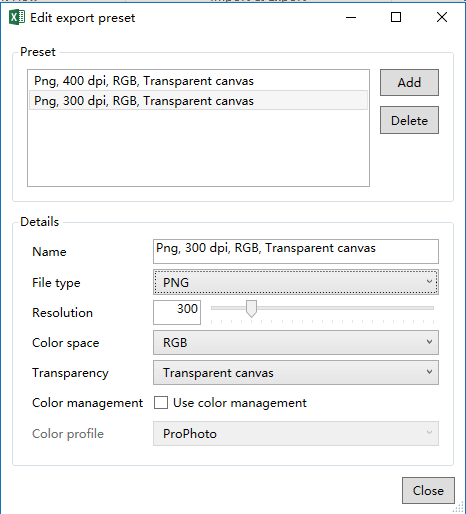 Edit export preset
Preset
Png, 400 dpi, RGB, Transparent canvas
Png, 300 dpi, RGB, Transparent canvas
Add
Delete
Details
Name Png, 300 dpi, RGB, Transparent canvas
File type PNG
Resolution 300
Color space RGB
Transparency Transparent canvas
Color management Use color management
Color profile ProPhoto
Close